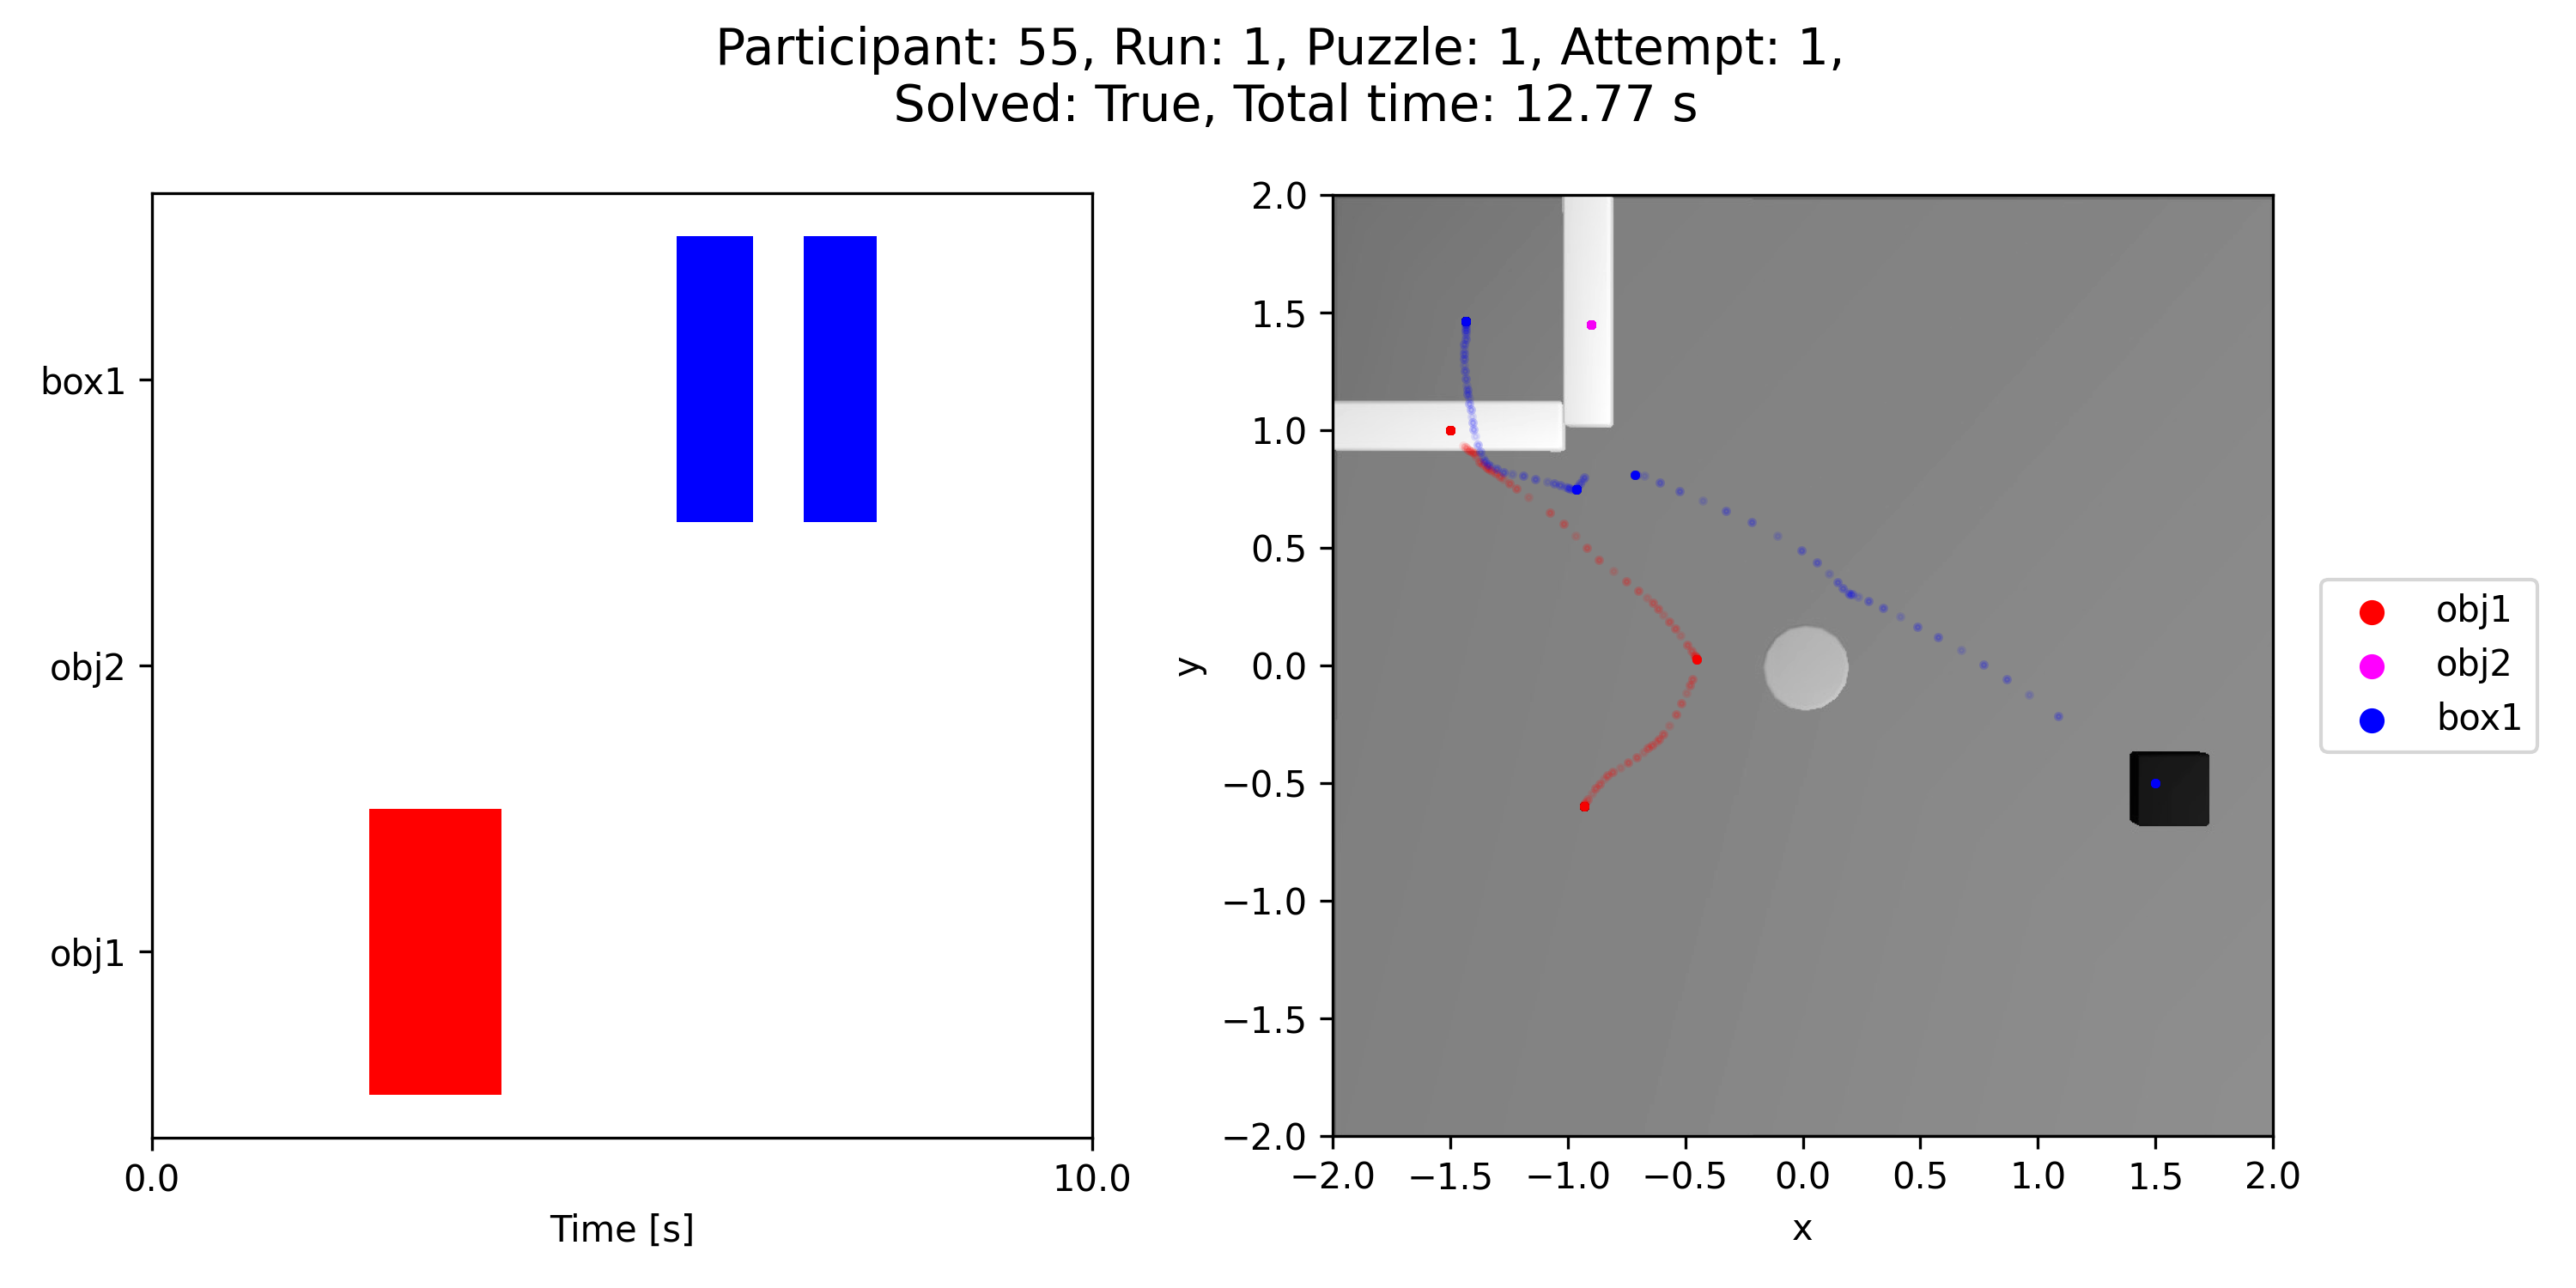 Participant: 55, Run: 1, Puzzle: 1, Attempt: 1,
Solved: True, Total time: 12.77 s
box1
obj2
obj1
0.0
10.0
Time [s]
2.0
1.5
1.0
0.5
0.0
−0.5
−1.0
−1.5
−2.0
y
−2.0 −1.5 −1.0 −0.5 0.0 0.5 1.0 1.5 2.0
x
obj1
obj2
box1